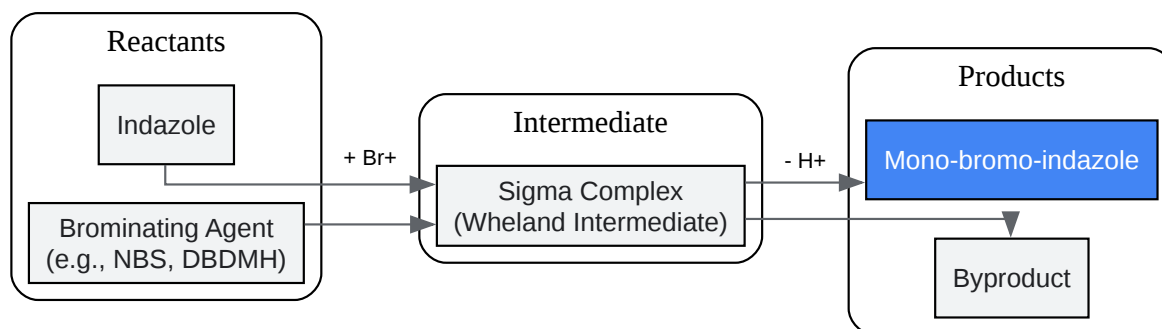 Reactants
Indazole
Brominating Agent
(e.g., NBS, DBDMH)
+ Br+
Intermediate
Sigma Complex
(Wheland Intermediate)
- H+
Products
Mono-bromo-indazole
Byproduct